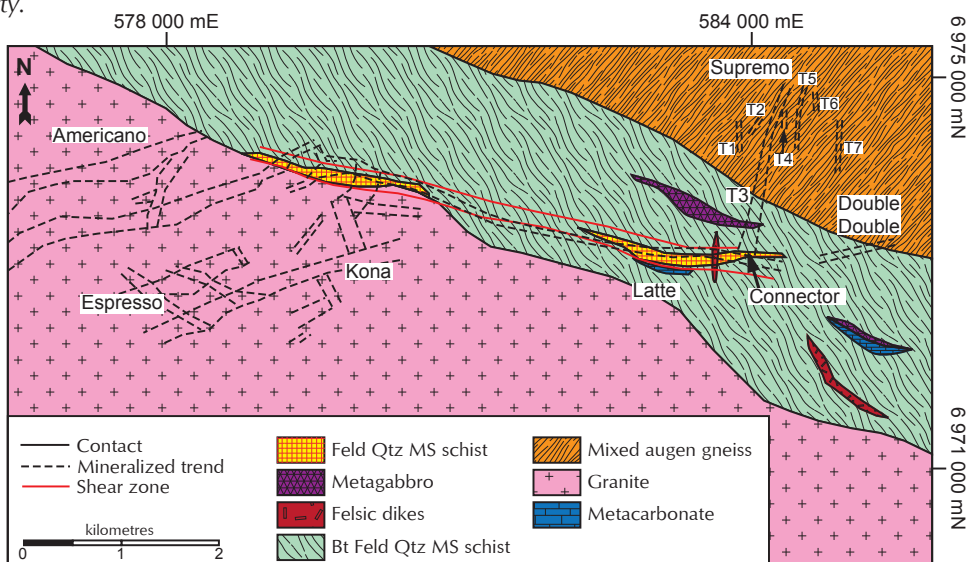 ty.
578 000 mE
584 000 mE
6 975 000 mN
N
Supremo
T5
T2
T6
Americano
T1
T4
T7
T3
Double
Double
Kona
Espresso
Latte
Connector
6 971 000 mN
Contact
Mineralized trend
Shear zone
kilometres
0 1 2
Feld Qtz MS schist
Metagabbro
Felsic dikes
Bt Feld Qtz MS schist
Mixed augen gneiss
Granite
Metacarbonate